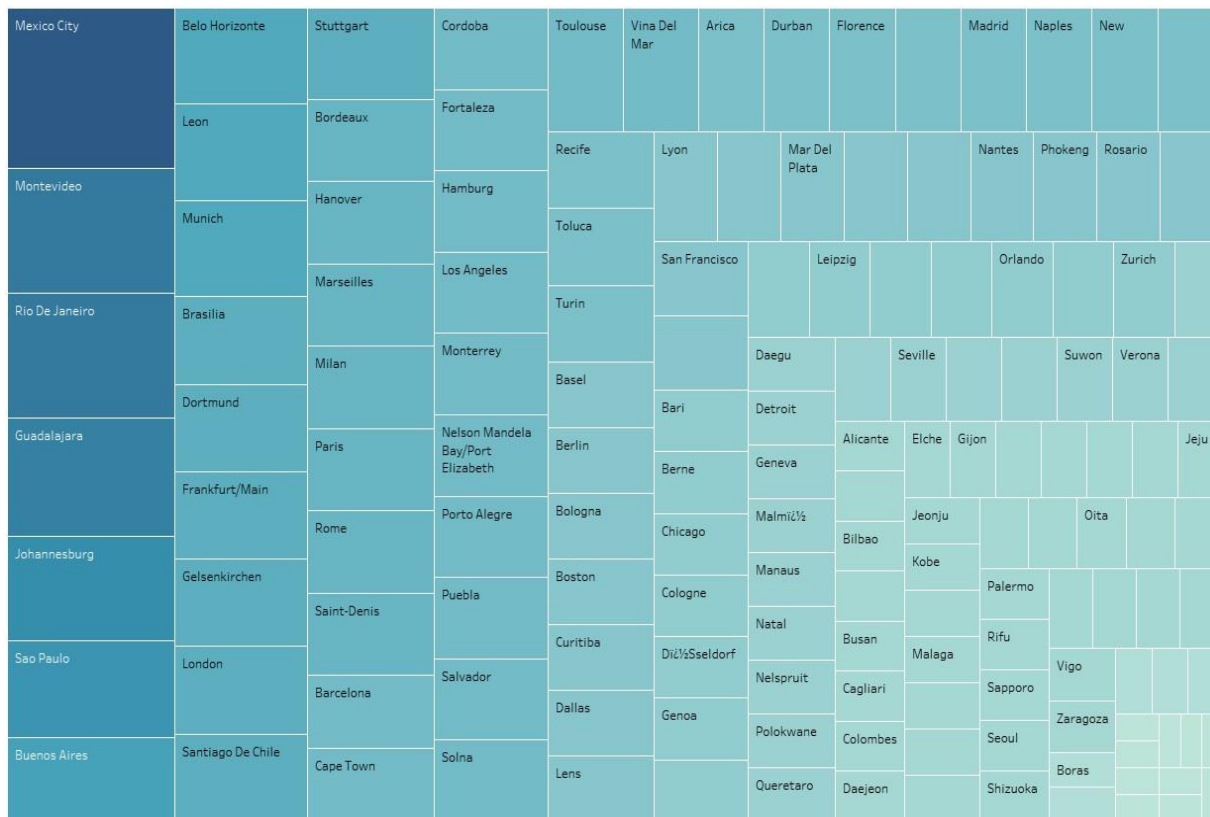 Mexico City
Montevideo
Rio De Janeiro
Guadalajara
Johannesburg
Sao Paulo
Buenos Aires
Belo Horizonte
Leon
Munich
Brasilia
Dortmund
Frankfurt/Main
Gelsenkirchen
London
Santiago De Chile
Stuttgart
Bordeaux
Hanover
Marseilles
Milan
Paris
Rome
Saint-Denis
Barcelona
Cape Town
Cordoba
Fortaleza
Hamburg
Los Angeles
Monterrey
Nelson Mandela
Bay/Port
Elizabeth
Porto Alegre
Puebla
Salvador
Solna
Toulouse
Vina Del
Mar
Arica
Durban
Florence
Madrid
Naples
New
Recife
Toluca
Turin
Basel
Berlin
Bologna
Boston
Curitiba
Dallas
Lens
Lyon
Mar Del
Plata
Nantes
Phokeng
Rosario
San Francisco
Bari
Berne
Chicago
Cologne
Dï¿½Sseldorf
Genoa
Leipzig
Orlando
Zurich
Daegu
Detroit
Geneva
Malmï¿½
Manaus
Natal
Nelspruit
Polokwane
Queretaro
Seville
Suwon
Verona
Alicante
Bilbao
Busan
Cagliari
Colombes
Daejeon
Elche
Gijon
Jeju
Jeonju
Kobe
Malaga
Oita
Palermo
Rifu
Sapporo
Seoul
Shizuoka
Vigo
Zaragoza
Boras